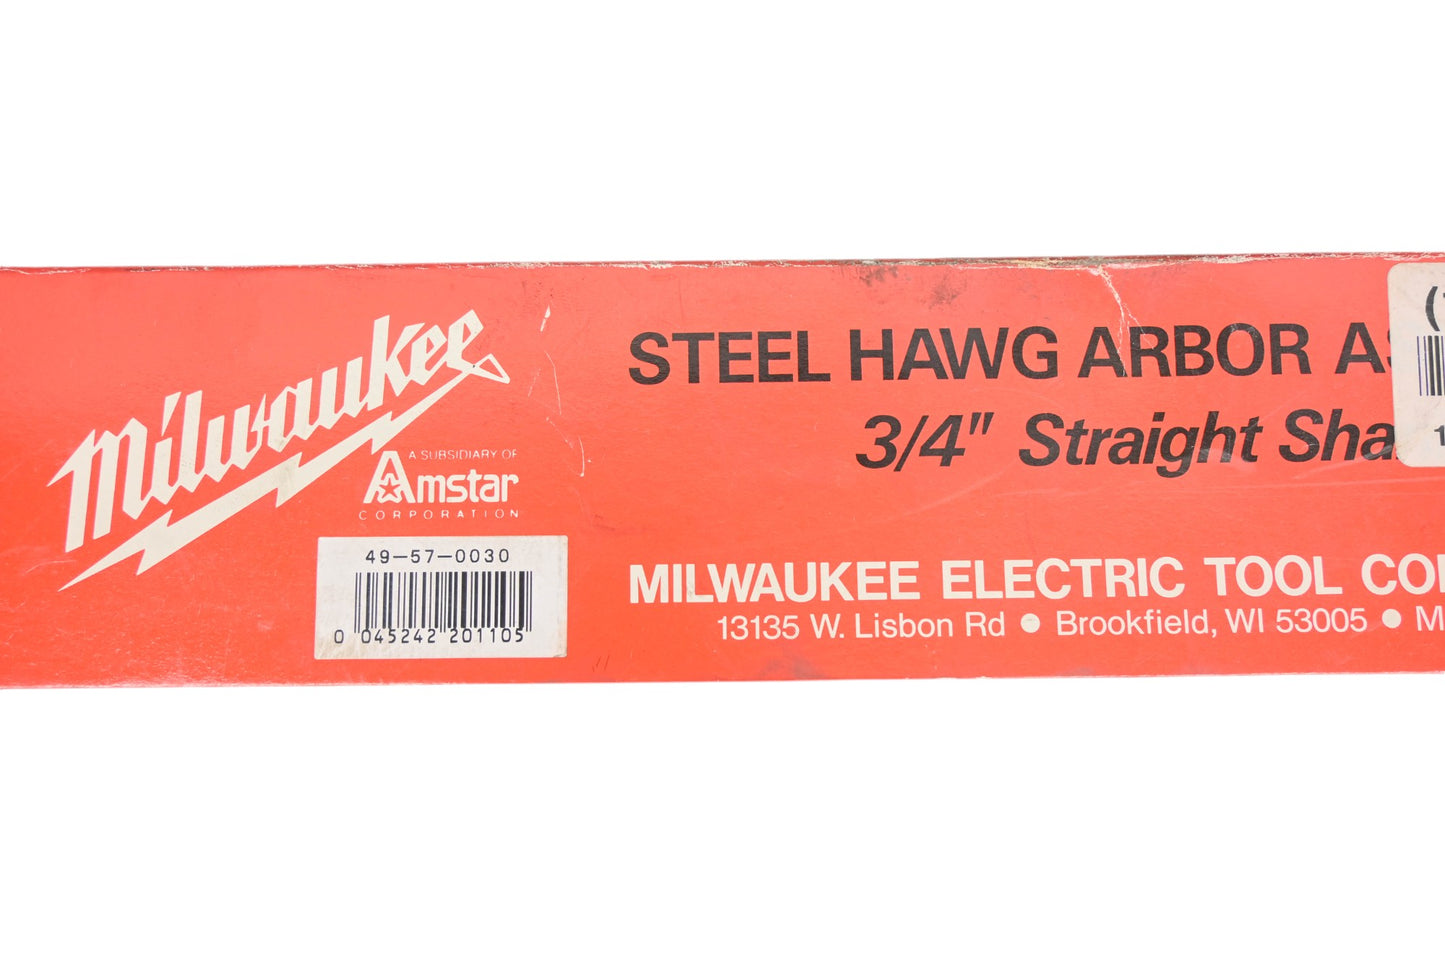 Milwaukee
A SUBSIDIARY OF
Amstar
CORPORATION
49-57-0030
0 045242 201105
STEEL HAWG ARBOR
3/4" Straight
MILWAUKEE ELECTRIC TOOL
13135 W. Lisbon Rd ● Brookfield, WI 53005 ●